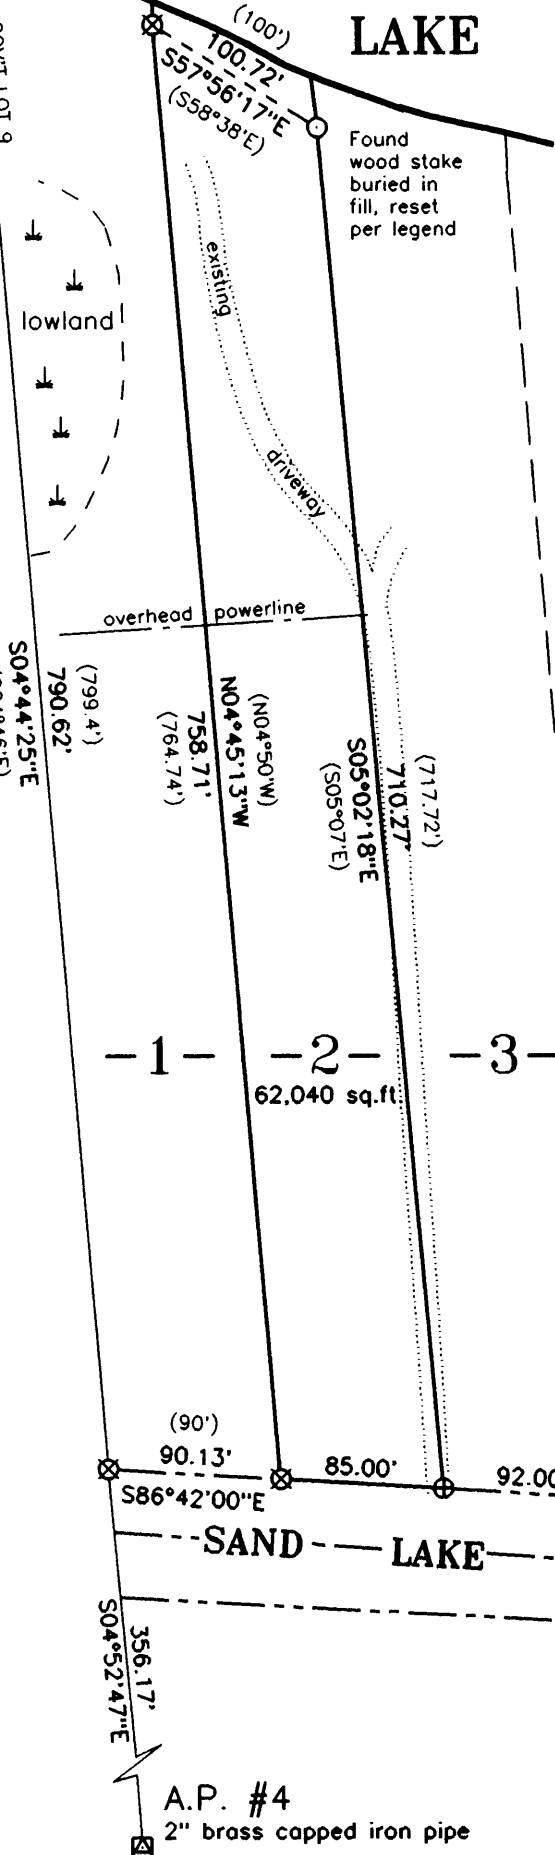 LAKE
(100')
100.72'
S57°56'17"E
(S58°38'E)
Found
wood stake
buried in
fill, reset
per legend
lowland
existing
driveway
overhead powerline
(799.4')
790.62'
S04°44'25"E
(N04°50'W)
N04°45'13"W
758.71'
(764.74')
(717.72')
710.27'
S05°02'18"E
(S05°07'E)
-1- -2- -3-
62,040 sq.ft.
(90')
90.13' 85.00' 92.00
S86°42'00"E
SAND LAKE
356.17'
S04°52'47"E
A.P. #4
2" brass capped iron pipe